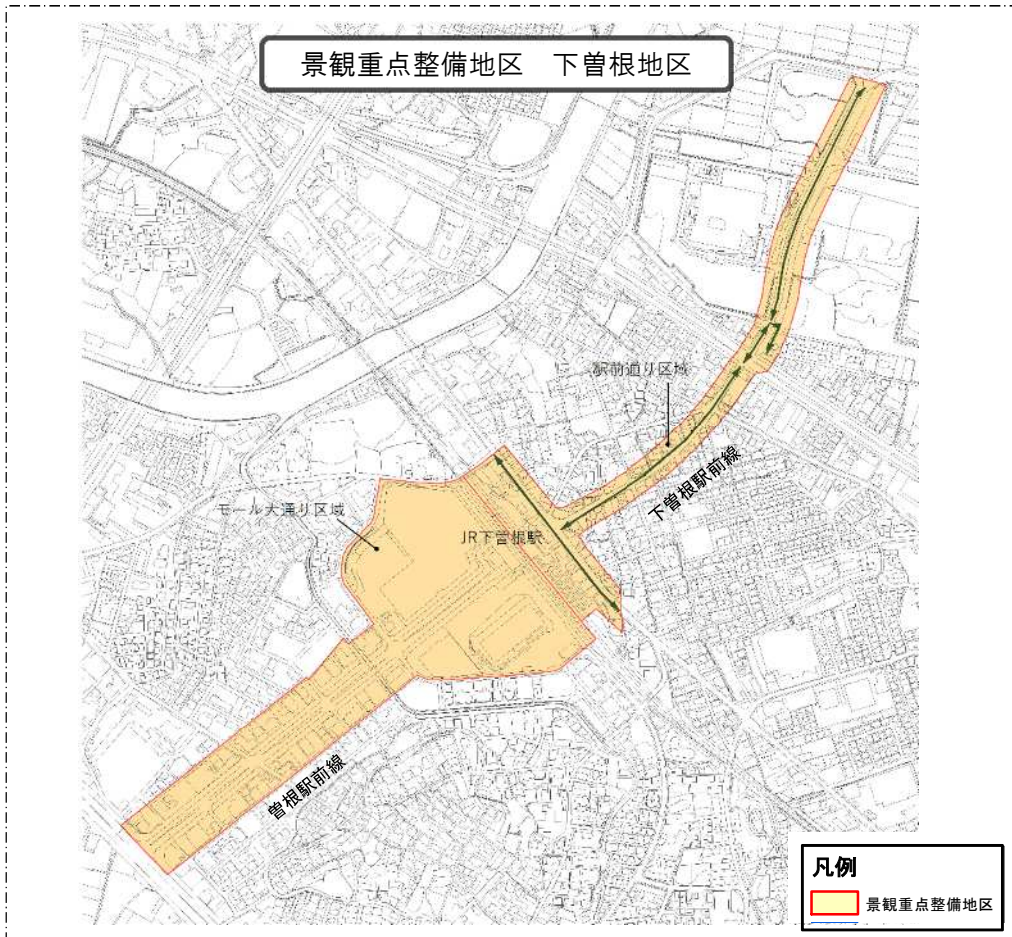 景観重点整備地区　下曽根地区
駅前通り区域
下曽根駅前線
モール大通り区域
JR下曽根駅
曽根駅前線
凡例
景観重点整備地区